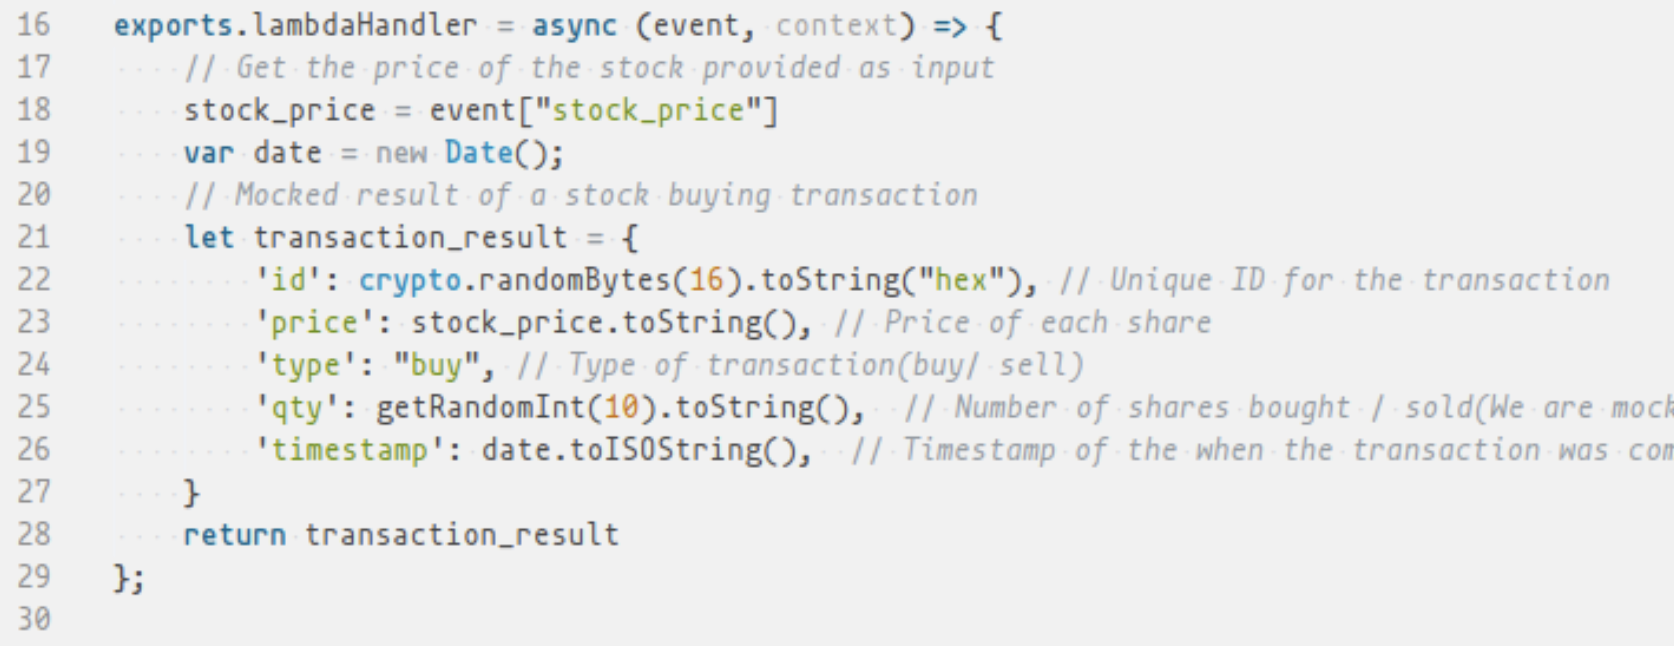 16 exports.lambdaHandler = async (event, context) => {
17 // Get the price of the stock provided as input
18 stock_price = event["stock_price"]
19 var date = new Date();
20 // Mocked result of a stock buying transaction
21 let transaction_result = {
22 'id': crypto.randomBytes(16).toString("hex"), // Unique ID for the transaction
23 'price': stock_price.toString(), // Price of each share
24 'type': "buy", // Type of transaction(buy/ sell)
25 'qty': getRandomInt(10).toString(), // Number of shares bought / sold(We are mock
26 'timestamp': date.toISOString(), // Timestamp of the when the transaction was com
27 }
28 return transaction_result
29 };
30